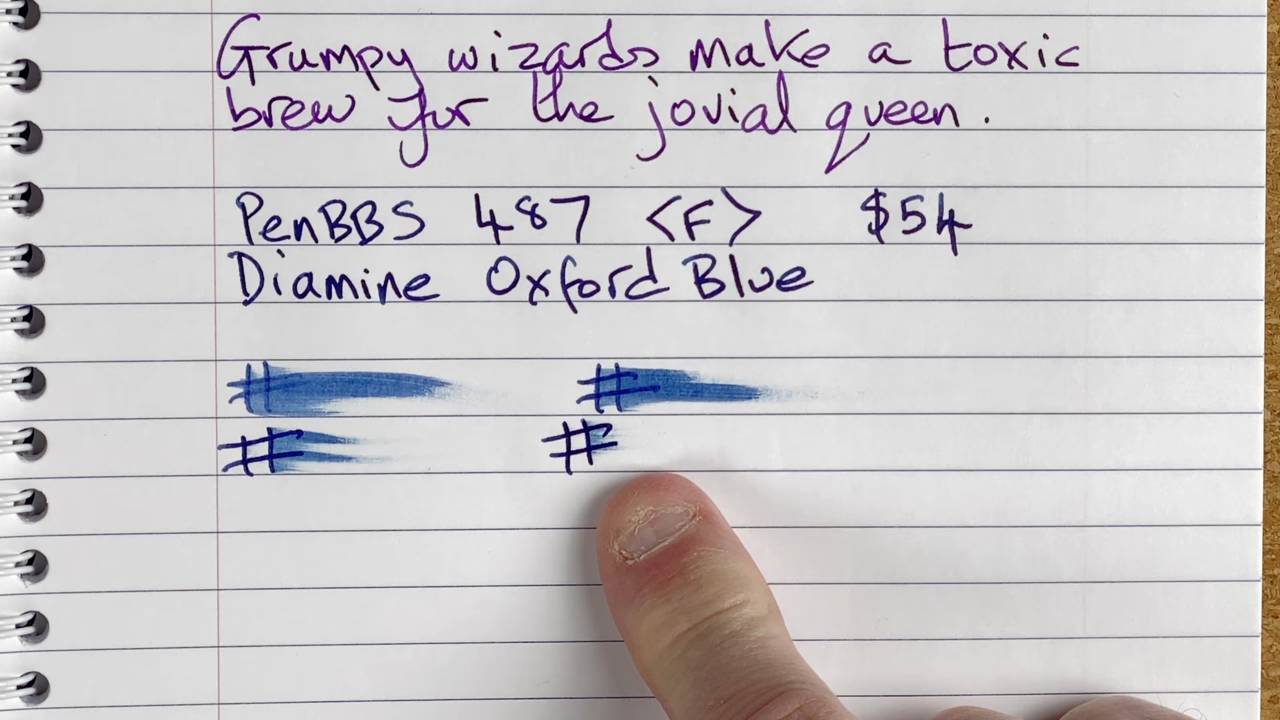 Grumpy wizards make a toxic
brew for the jovial queen.
PenBBS 487 <F> $54
Diamine Oxford Blue
# #
# #